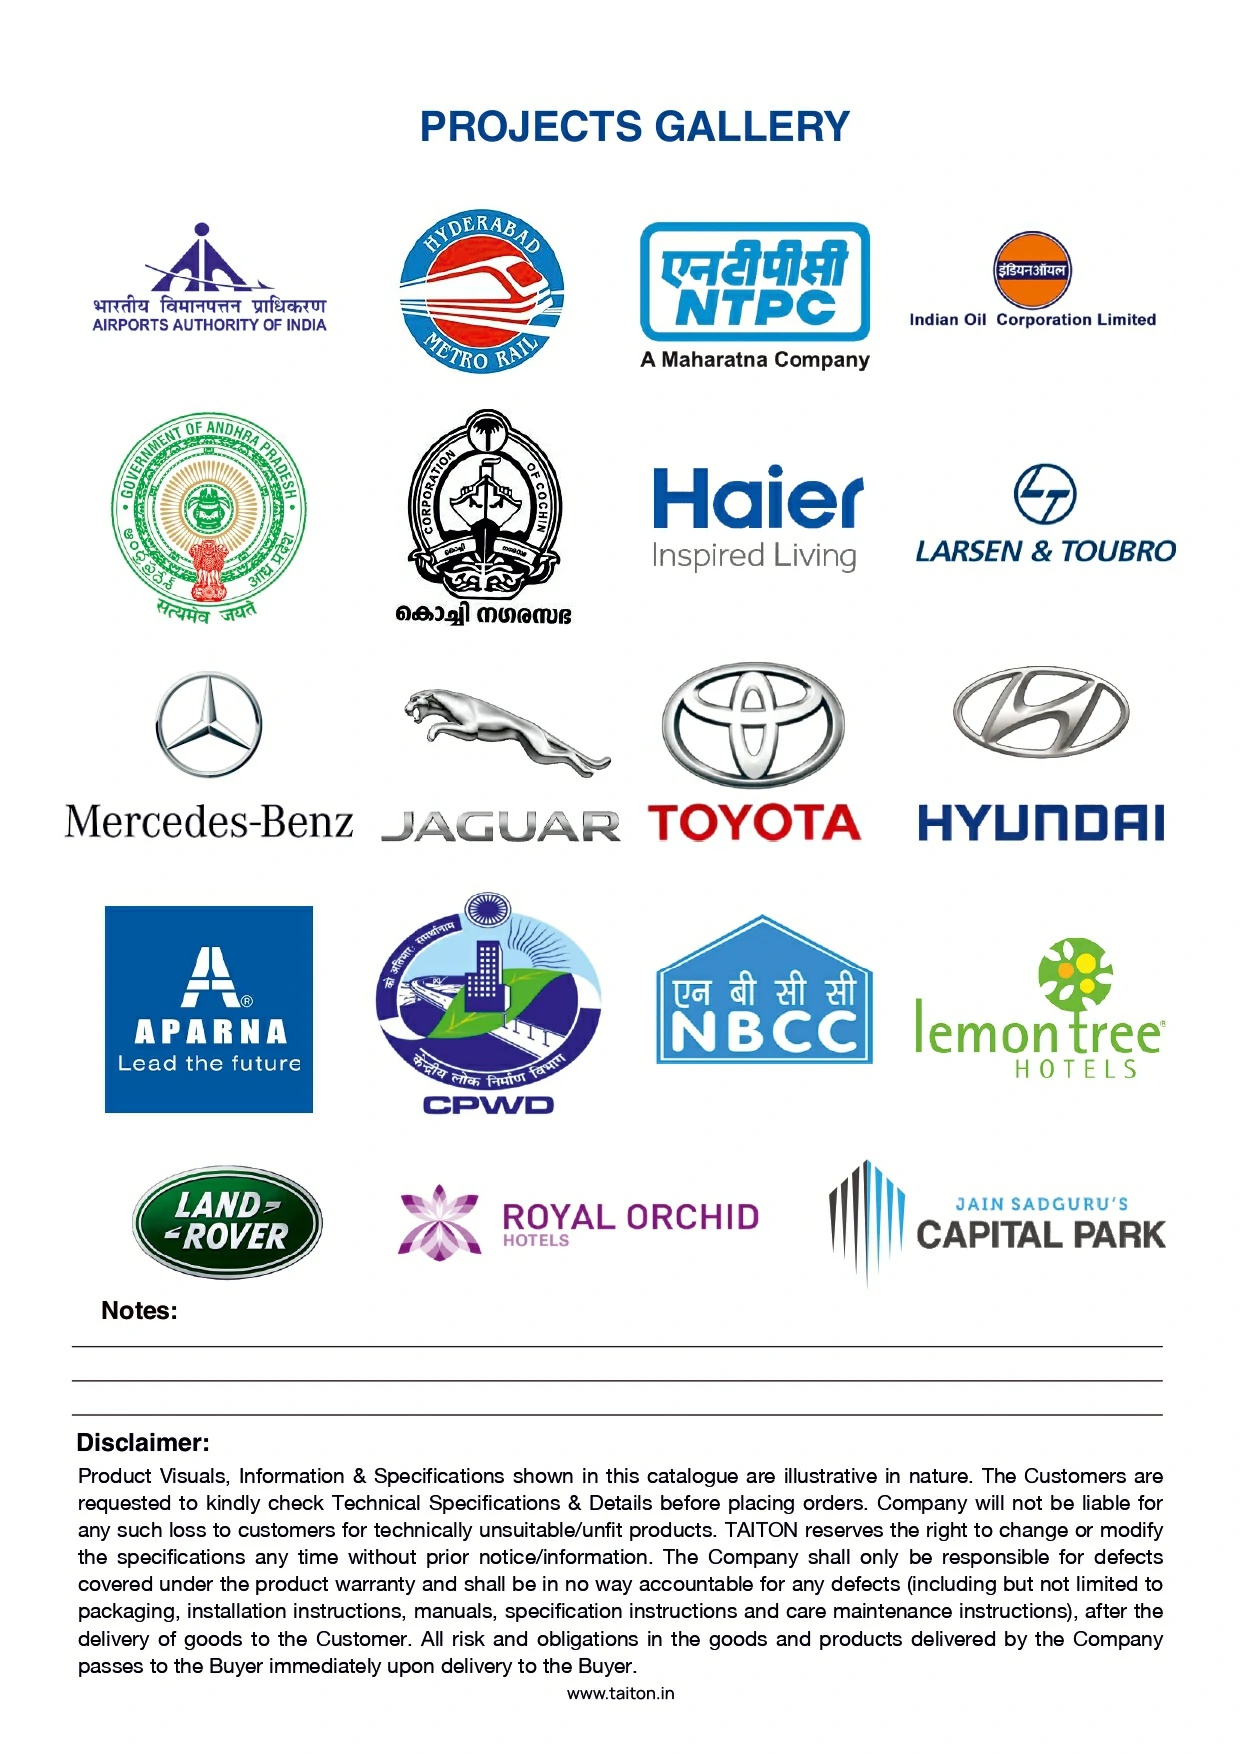 PROJECTS GALLERY
भारतीय विमानपत्तन प्राधिकरण
AIRPORTS AUTHORITY OF INDIA
HYDERABAD
METRO RAIL
एनटीपीसी
NTPC
A Maharatna Company
इंडियनऑयल
Indian Oil Corporation Limited
GOVERNMENT OF ANDHRA PRADESH
ఆంధ్రప్రదేశ్
आंध्र प्रदेश
सत्यमेव जयते
CORPORATION OF COCHIN
കൊച്ചി നഗരസഭ
കൊച്ചി നഗരസഭ
Haier
Inspired Living
LT
LARSEN & TOUBRO
Mercedes-Benz
JAGUAR
TOYOTA
HYUNDAI
APARNA
Lead the future
को अतिभारः समर्थानाम
केन्द्रीय लोक निर्माण विभाग
CPWD
एन बी सी सी
NBCC
lemon tree
HOTELS
LAND-
-ROVER
ROYAL ORCHID
HOTELS
JAIN SADGURU'S
CAPITAL PARK
Notes:
Disclaimer:
Product Visuals, Information & Specifications shown in this catalogue are illustrative in nature. The Customers are
requested to kindly check Technical Specifications & Details before placing orders. Company will not be liable for
any such loss to customers for technically unsuitable/unfit products. TAITON reserves the right to change or modify
the specifications any time without prior notice/information. The Company shall only be responsible for defects
covered under the product warranty and shall be in no way accountable for any defects (including but not limited to
packaging, installation instructions, manuals, specification instructions and care maintenance instructions), after the
delivery of goods to the Customer. All risk and obligations in the goods and products delivered by the Company
passes to the Buyer immediately upon delivery to the Buyer.
www.taiton.in